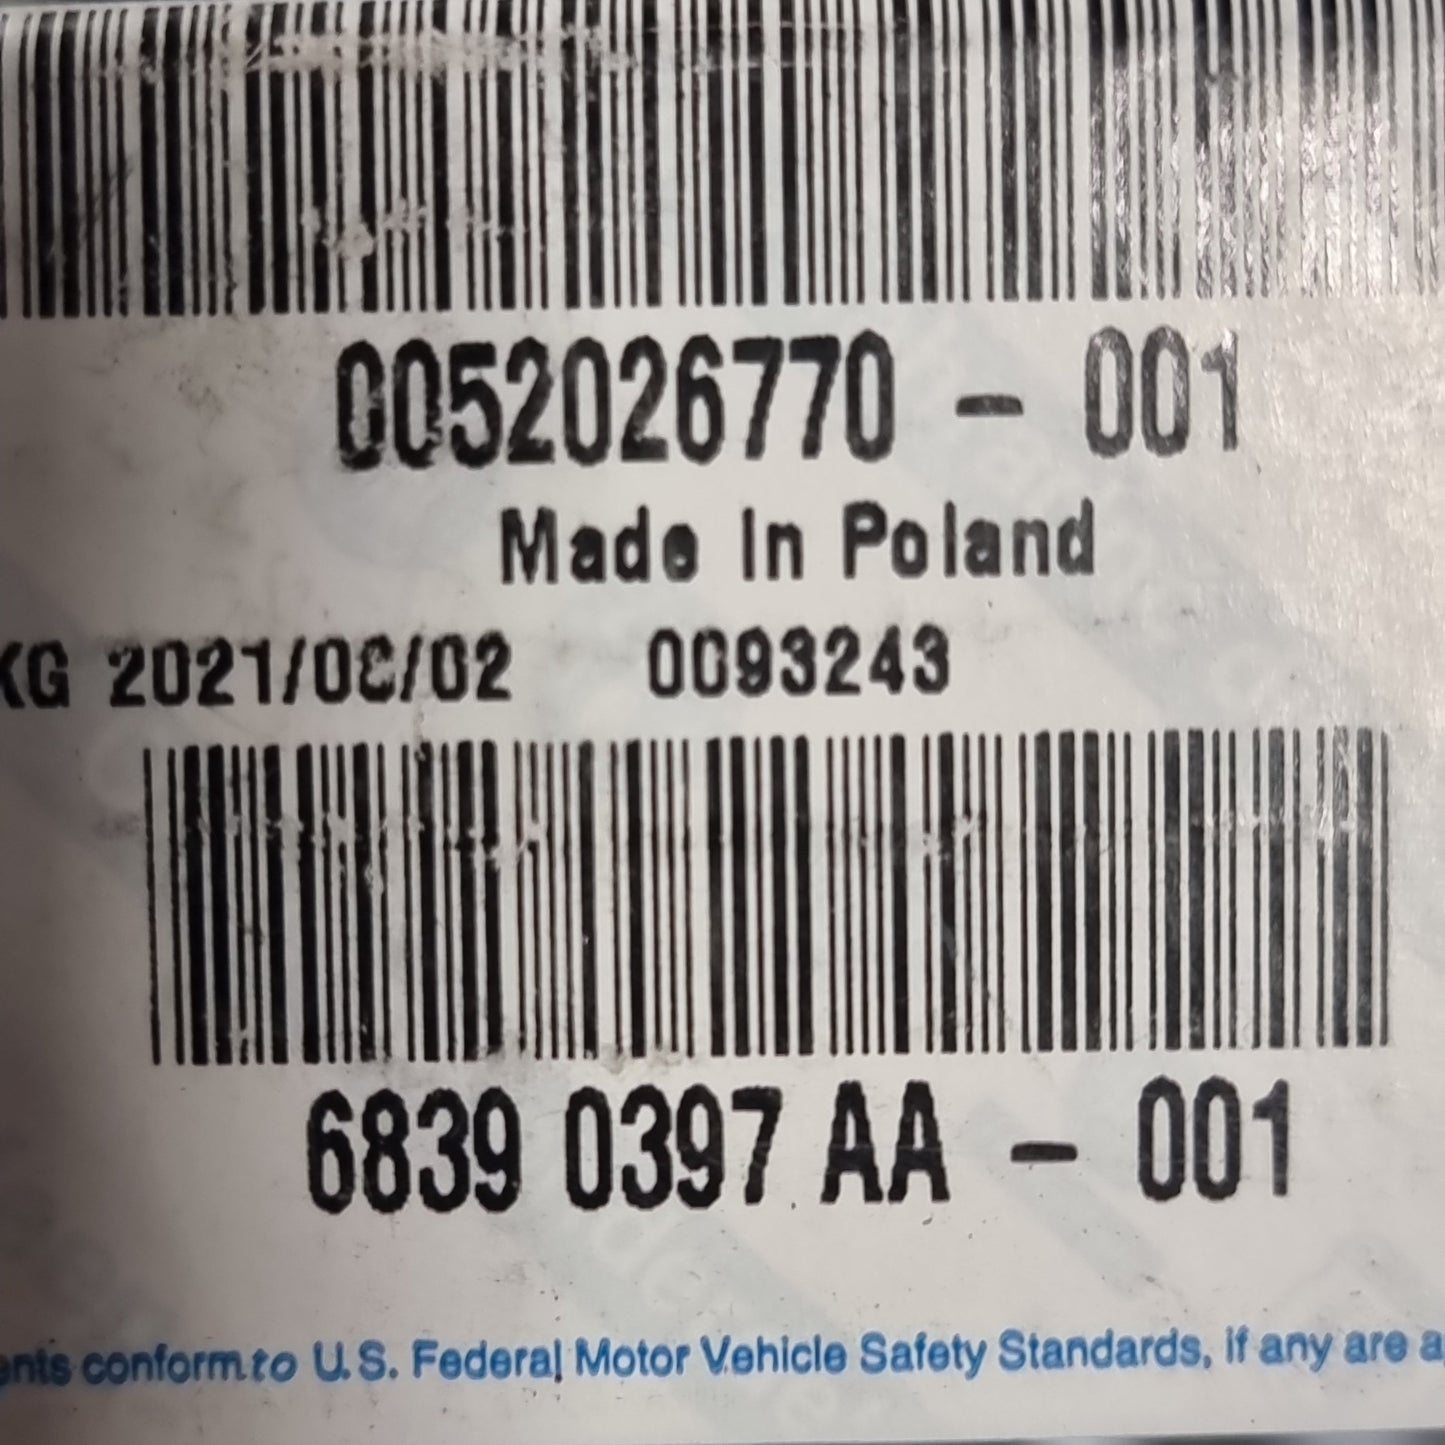 0052026770 - 001
Made In Poland
KG 2021/08/02 0093243
6839 0397 AA - 001
conform to U.S. Federal Motor Vehicle Safety Standards, if any are